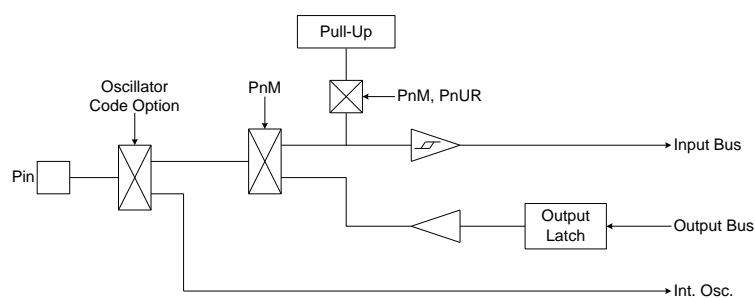 Pull-Up
Oscillator
Code Option
PnM
PnM, PnUR
Pin
Input Bus
Output
Latch
Output Bus
Int. Osc.